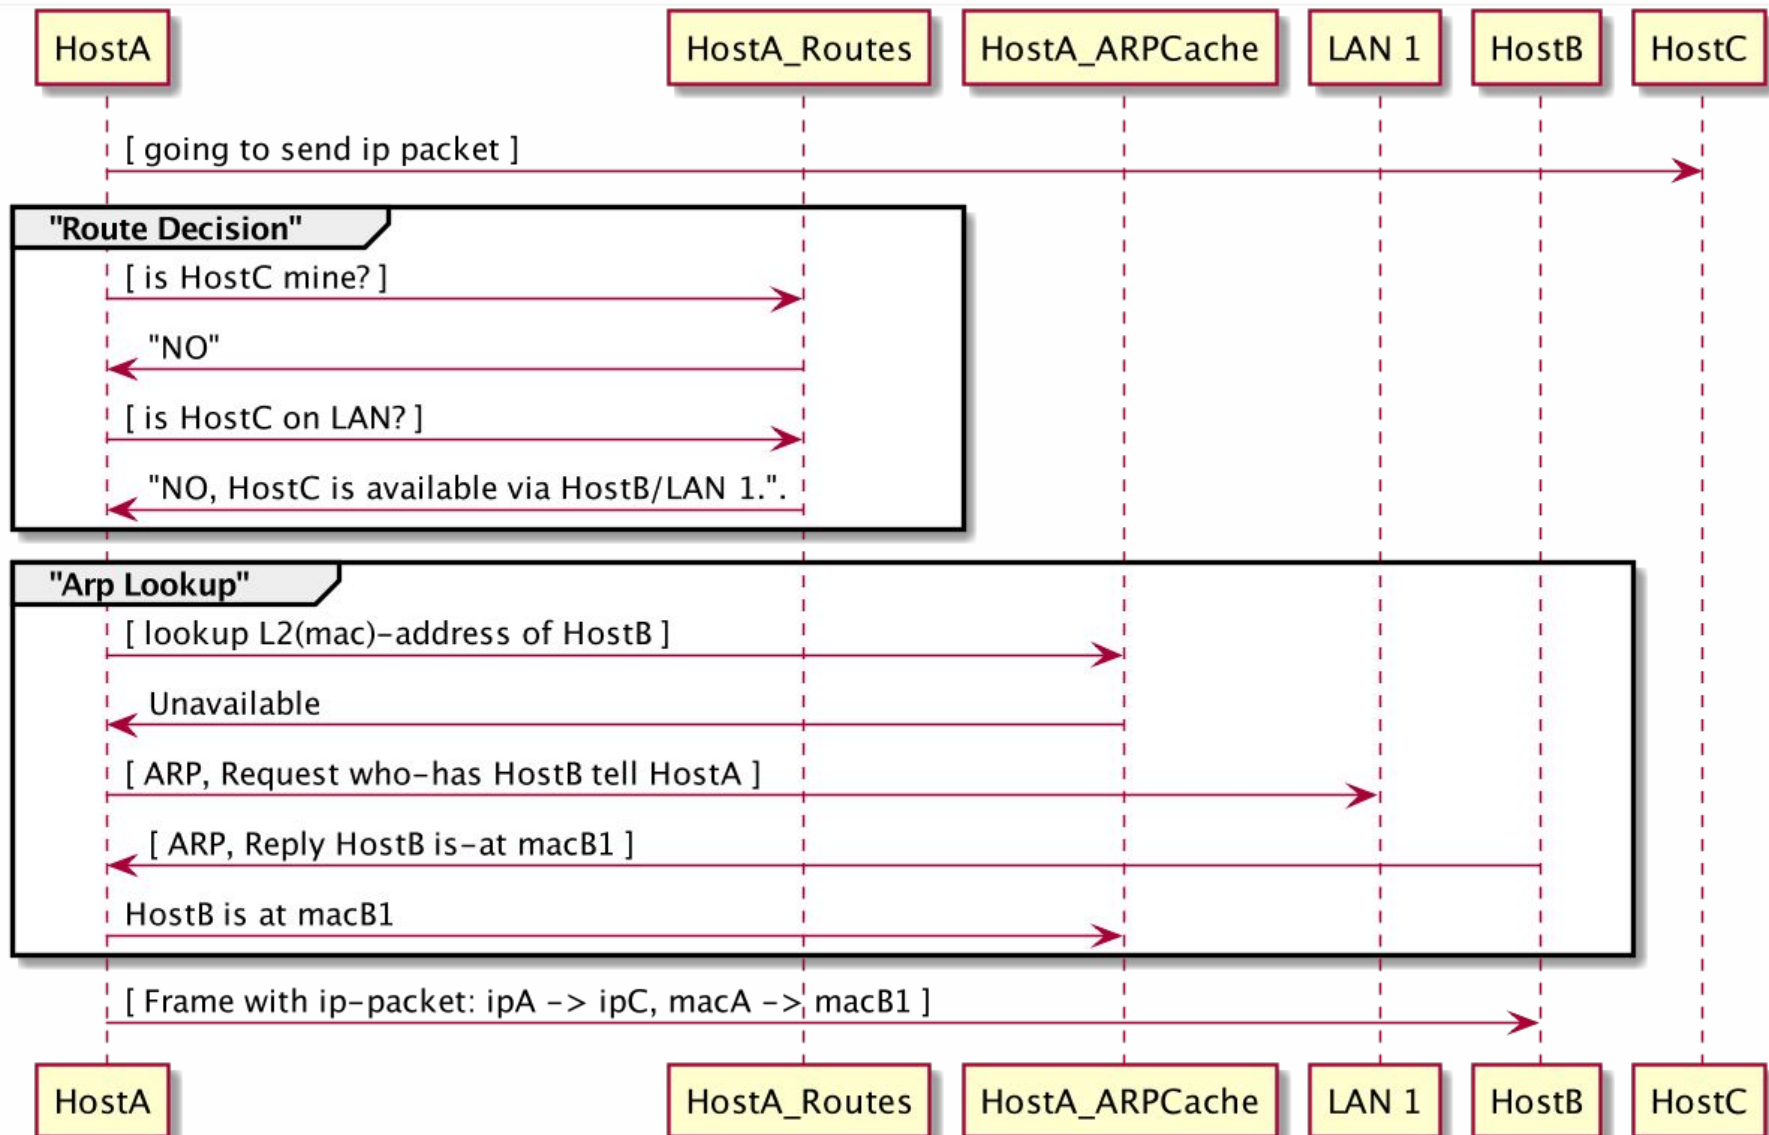 HostA
HostA_Routes
HostA_ARPCache
LAN 1
HostB
HostC
[ going to send ip packet ]
"Route Decision"
[ is HostC mine? ]
"NO"
[ is HostC on LAN? ]
"NO, HostC is available via HostB/LAN 1.".
"Arp Lookup"
[ lookup L2(mac)-address of HostB ]
Unavailable
[ ARP, Request who-has HostB tell HostA ]
[ ARP, Reply HostB is-at macB1 ]
HostB is at macB1
[ Frame with ip-packet: ipA -> ipC, macA -> macB1 ]
HostA
HostA_Routes
HostA_ARPCache
LAN 1
HostB
HostC